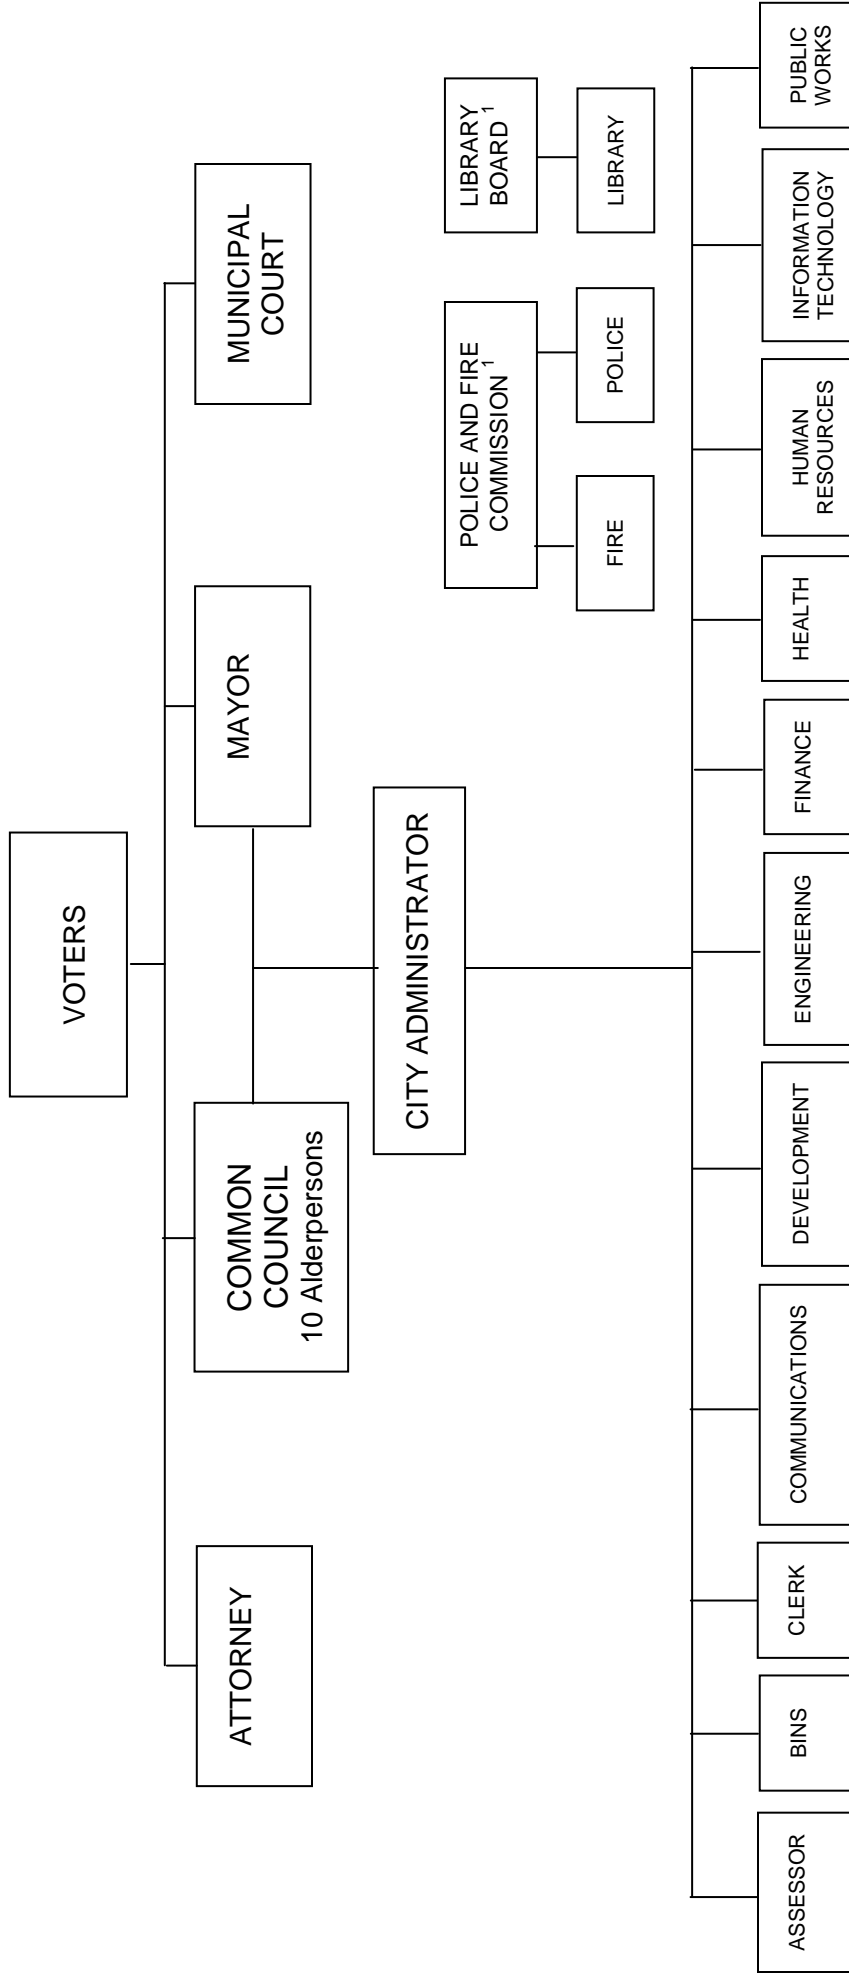 VOTERS
ATTORNEY
COMMON
COUNCIL
10 Alderpersons
MAYOR
MUNICIPAL
COURT
CITY ADMINISTRATOR
POLICE AND FIRE
COMMISSION 1
LIBRARY
BOARD 1
FIRE
POLICE
LIBRARY
ASSESSOR
BINS
CLERK
COMMUNICATIONS
DEVELOPMENT
ENGINEERING
FINANCE
HEALTH
HUMAN
RESOURCES
INFORMATION
TECHNOLOGY
PUBLIC
WORKS